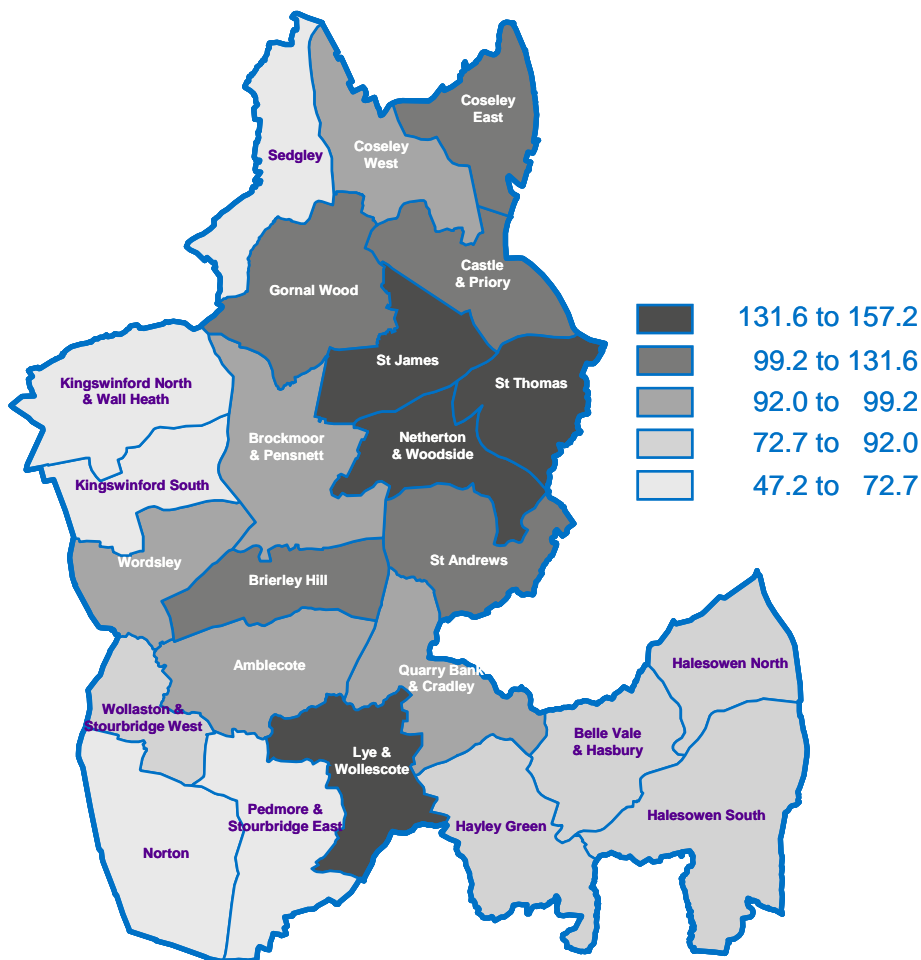 Coseley
East
Coseley
West
Sedgley
Castle
& Priory
Gornal Wood
131.6 to 157.2
99.2 to 131.6
92.0 to 99.2
72.7 to 92.0
47.2 to 72.7
St James
St Thomas
Kingswinford North
& Wall Heath
Brockmoor
& Pensnett
Netherton
& Woodside
Kingswinford South
Wordsley
St Andrews
Brierley Hill
Amblecote
Quarry Bank
& Cradley
Halesowen North
Wollaston &
Stourbridge West
Belle Vale
& Hasbury
Lye &
Wollescote
Pedmore &
Stourbridge East
Hayley Green
Halesowen South
Norton